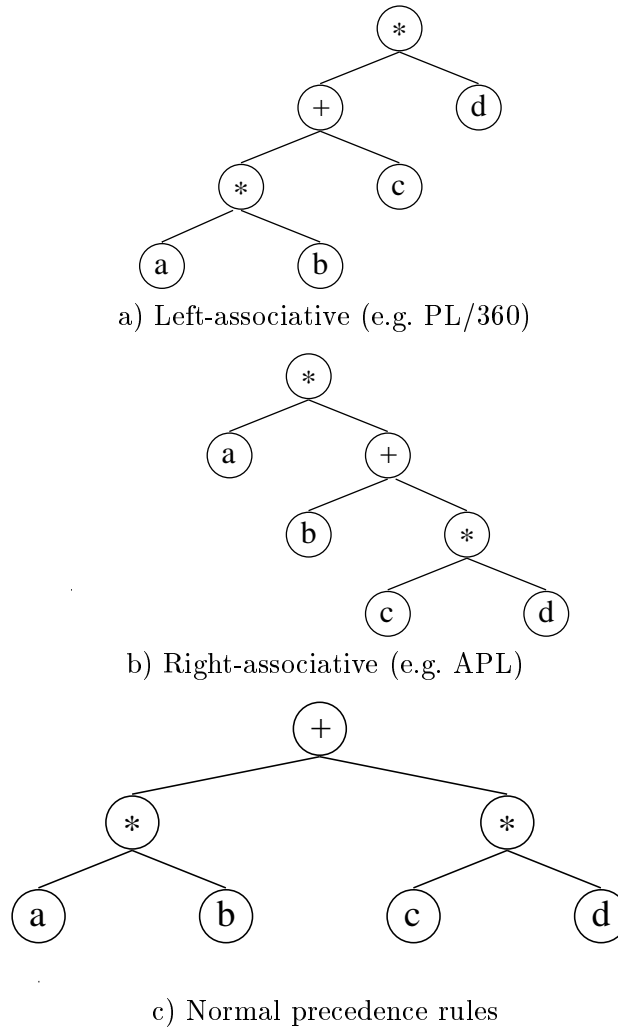 *
+ d
* c
a b
a) Left-associative (e.g. PL/360)
*
a +
b *
c d
b) Right-associative (e.g. APL)
+
* *
a b c d
c) Normal precedence rules